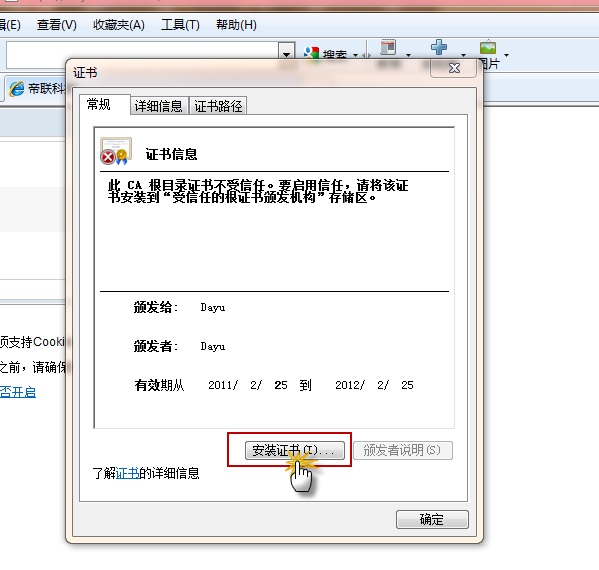 辑(E) 查看(V) 收藏夹(A) 工具(T) 帮助(H)
搜索
图片
帝联科
证书
常规 详细信息 证书路径
证书信息
此 CA 根目录证书不受信任。要启用信任，请将该证
书安装到“受信任的根证书颁发机构”存储区。
颁发给: Dayu
颁发者: Dayu
有效期从 2011/ 2/ 25 到 2012/ 2/ 25
须支持Cooki
之前，请确保
否开启
安装证书(I)... 颁发者说明(S)
了解证书的详细信息
确定